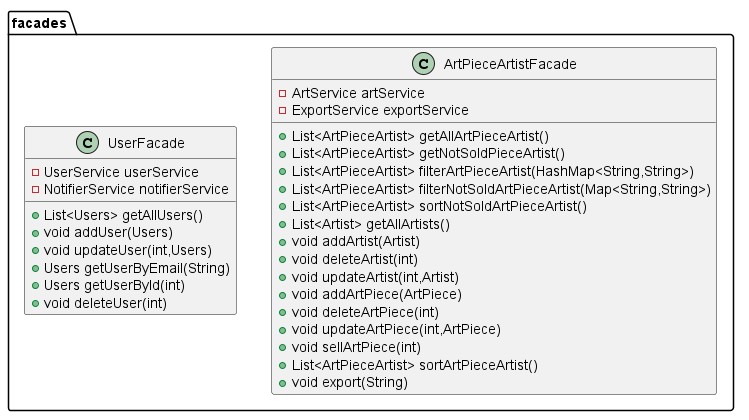 facades
C UserFacade
UserService userService
NotifierService notifierService
List<Users> getAllUsers()
void addUser(Users)
void updateUser(int,Users)
Users getUserByEmail(String)
Users getUserById(int)
void deleteUser(int)
C ArtPieceArtistFacade
ArtService artService
ExportService exportService
List<ArtPieceArtist> getAllArtPieceArtist()
List<ArtPieceArtist> getNotSoldPieceArtist()
List<ArtPieceArtist> filterArtPieceArtist(HashMap<String,String>)
List<ArtPieceArtist> filterNotSoldArtPieceArtist(Map<String,String>)
List<ArtPieceArtist> sortNotSoldArtPieceArtist()
List<Artist> getAllArtists()
void addArtist(Artist)
void deleteArtist(int)
void updateArtist(int,Artist)
void addArtPiece(ArtPiece)
void deleteArtPiece(int)
void updateArtPiece(int,ArtPiece)
void sellArtPiece(int)
List<ArtPieceArtist> sortArtPieceArtist()
void export(String)